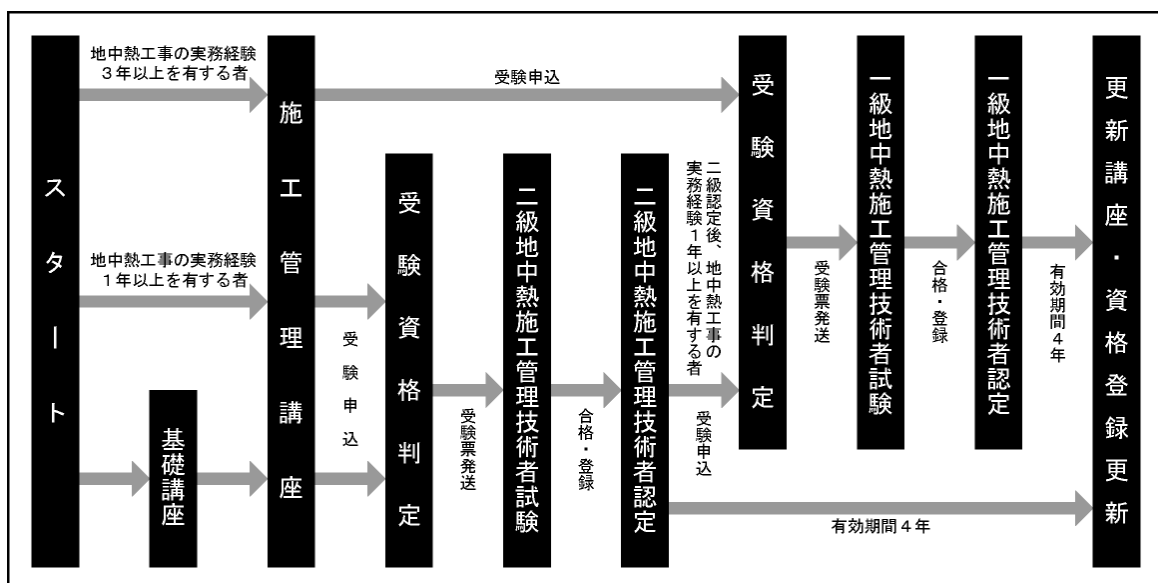 スタート
地中熱工事の実務経験
３年以上を有する者
地中熱工事の実務経験
１年以上を有する者
基礎講座
施工管理講座
受験申込
受験申込
受験資格判定
受験票発送
二級地中熱施工管理技術者試験
合格・登録
二級地中熱施工管理技術者認定
二級認定後、地中熱工事の
実務経験１年以上を有する者
受験申込
受験資格判定
受験票発送
一級地中熱施工管理技術者試験
合格・登録
一級地中熱施工管理技術者認定
有効期間４年
有効期間４年
更新講座・資格登録更新